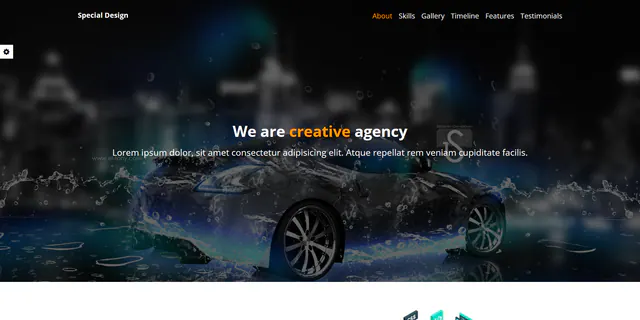 Special Design
About Skills Gallery Timeline Features Testimonials
We are creative agency
Lorem ipsum dolor, sit amet consectetur adipisicing elit. Atque repellat rem veniam cupiditate facilis.